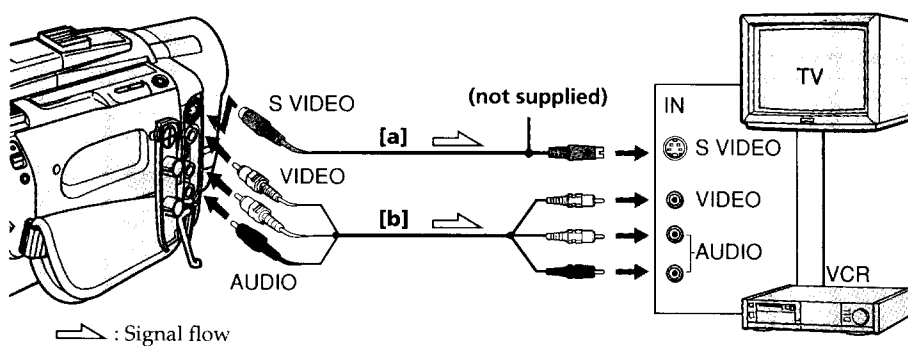 S VIDEO
[a]
(not supplied)
VIDEO
[b]
AUDIO
IN
S VIDEO
VIDEO
AUDIO
TV
VCR
: Signal flow